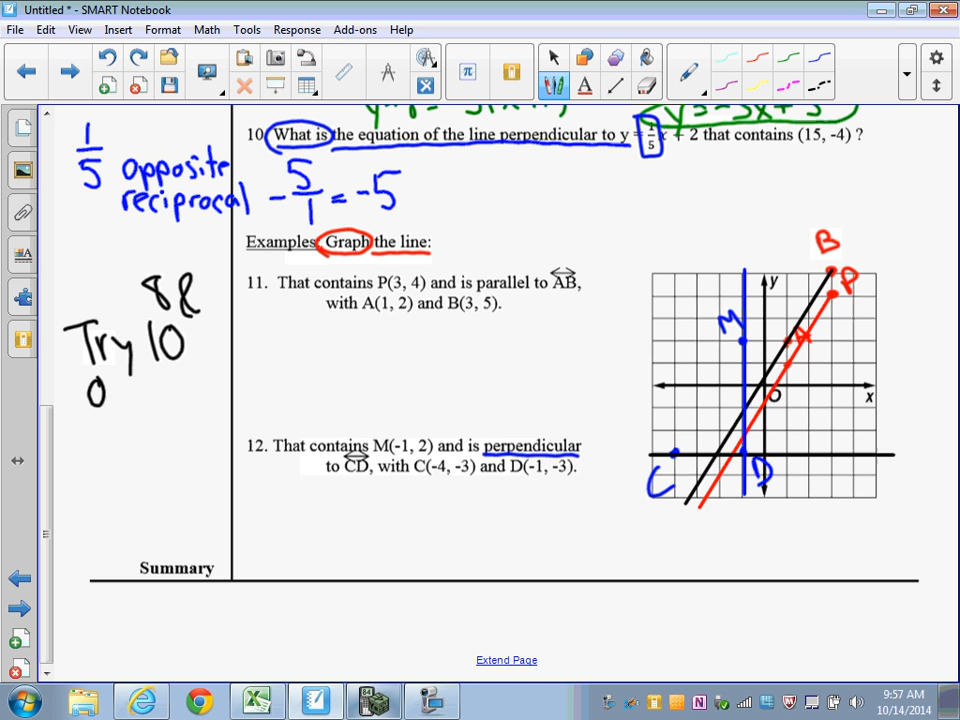 Untitled * - SMART Notebook
File Edit View Insert Format Math Tools Response Add-ons Help
10. What is the equation of the line perpendicular to y = 1/5 x + 2 that contains (15, -4) ?
1/5 opposite
reciprocal - 5/1 = -5
Examples: Graph the line:
11. That contains P(3, 4) and is parallel to AB,
with A(1, 2) and B(3, 5).
8R
Try 10
0
B
P
y
M
A
O
x
12. That contains M(-1, 2) and is perpendicular
to CD, with C(-4, -3) and D(-1, -3).
C
D
Summary
Extend Page
9:57 AM
10/14/2014